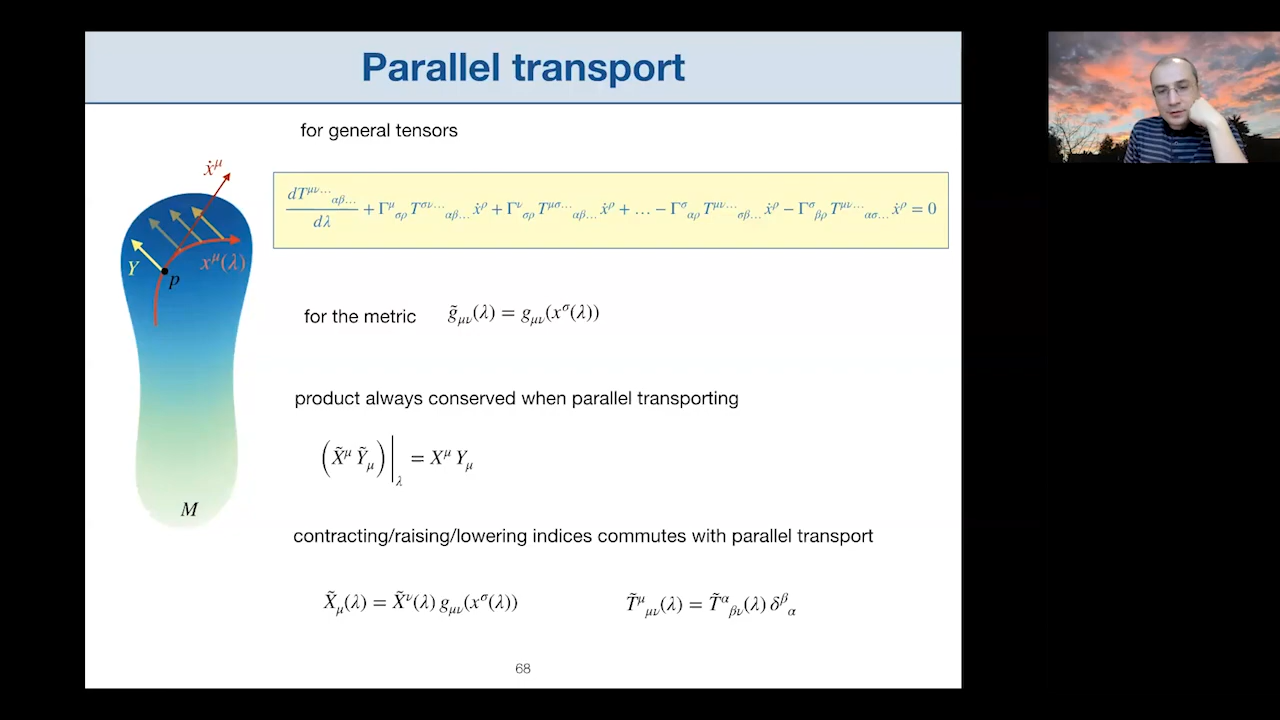 Parallel transport
for general tensors
dT^{μν…}_{αβ…}/dλ + Γ^μ_{σρ} T^{σν…}_{αβ…} ẋ^ρ + Γ^ν_{σρ} T^{μσ…}_{αβ…} ẋ^ρ + … − Γ^σ_{αρ} T^{μν…}_{σβ…} ẋ^ρ − Γ^σ_{βρ} T^{μν…}_{ασ…} ẋ^ρ = 0
ẋ^μ
Y
x^μ(λ)
p
for the metric g̃_{μν}(λ) = g_{μν}(x^σ(λ))
product always conserved when parallel transporting
(X̃^μ Ỹ_μ)|_λ = X^μ Y_μ
M
contracting/raising/lowering indices commutes with parallel transport
X̃_μ(λ) = X̃^ν(λ) g_{μν}(x^σ(λ))
T̃^μ_{μν}(λ) = T̃^α_{βν}(λ) δ^β_α
68